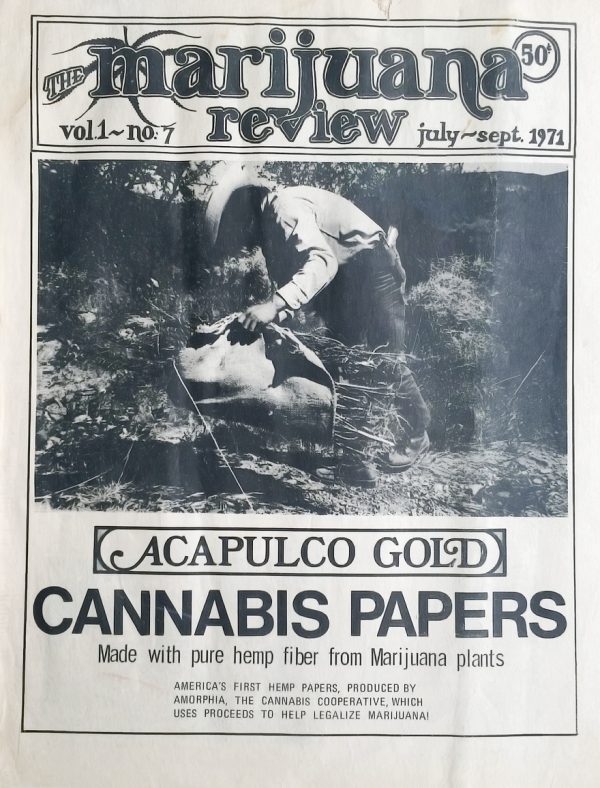 THE marijuana 50¢
review
vol.1~no.7 july~sept. 1971
ACAPULCO GOLD
CANNABIS PAPERS
Made with pure hemp fiber from Marijuana plants
AMERICA'S FIRST HEMP PAPERS, PRODUCED BY
AMORPHIA, THE CANNABIS COOPERATIVE, WHICH
USES PROCEEDS TO HELP LEGALIZE MARIJUANA!